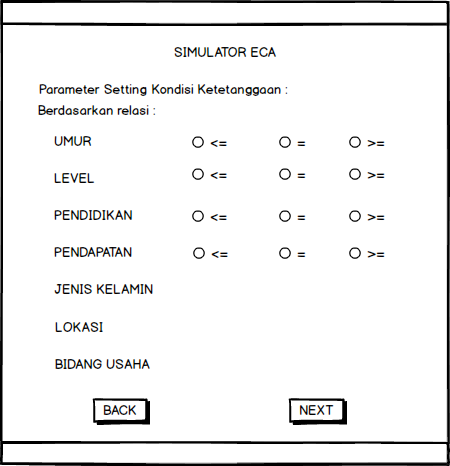 SIMULATOR ECA
Parameter Setting Kondisi Ketetanggaan :
Berdasarkan relasi :
UMUR <= = >=
LEVEL <= = >=
PENDIDIKAN <= = >=
PENDAPATAN <= = >=
JENIS KELAMIN
LOKASI
BIDANG USAHA
BACK NEXT